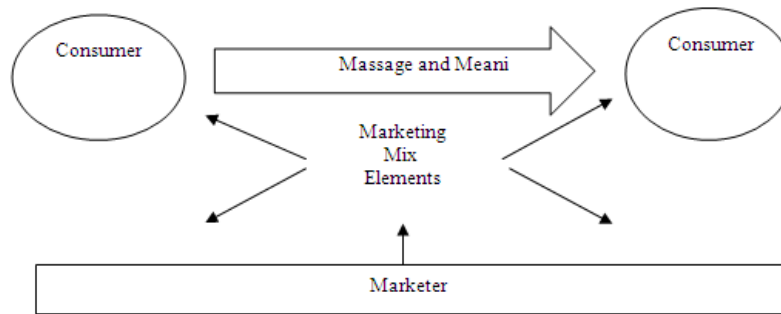 Consumer
Massage and Meani
Consumer
Marketing
Mix
Elements
Marketer